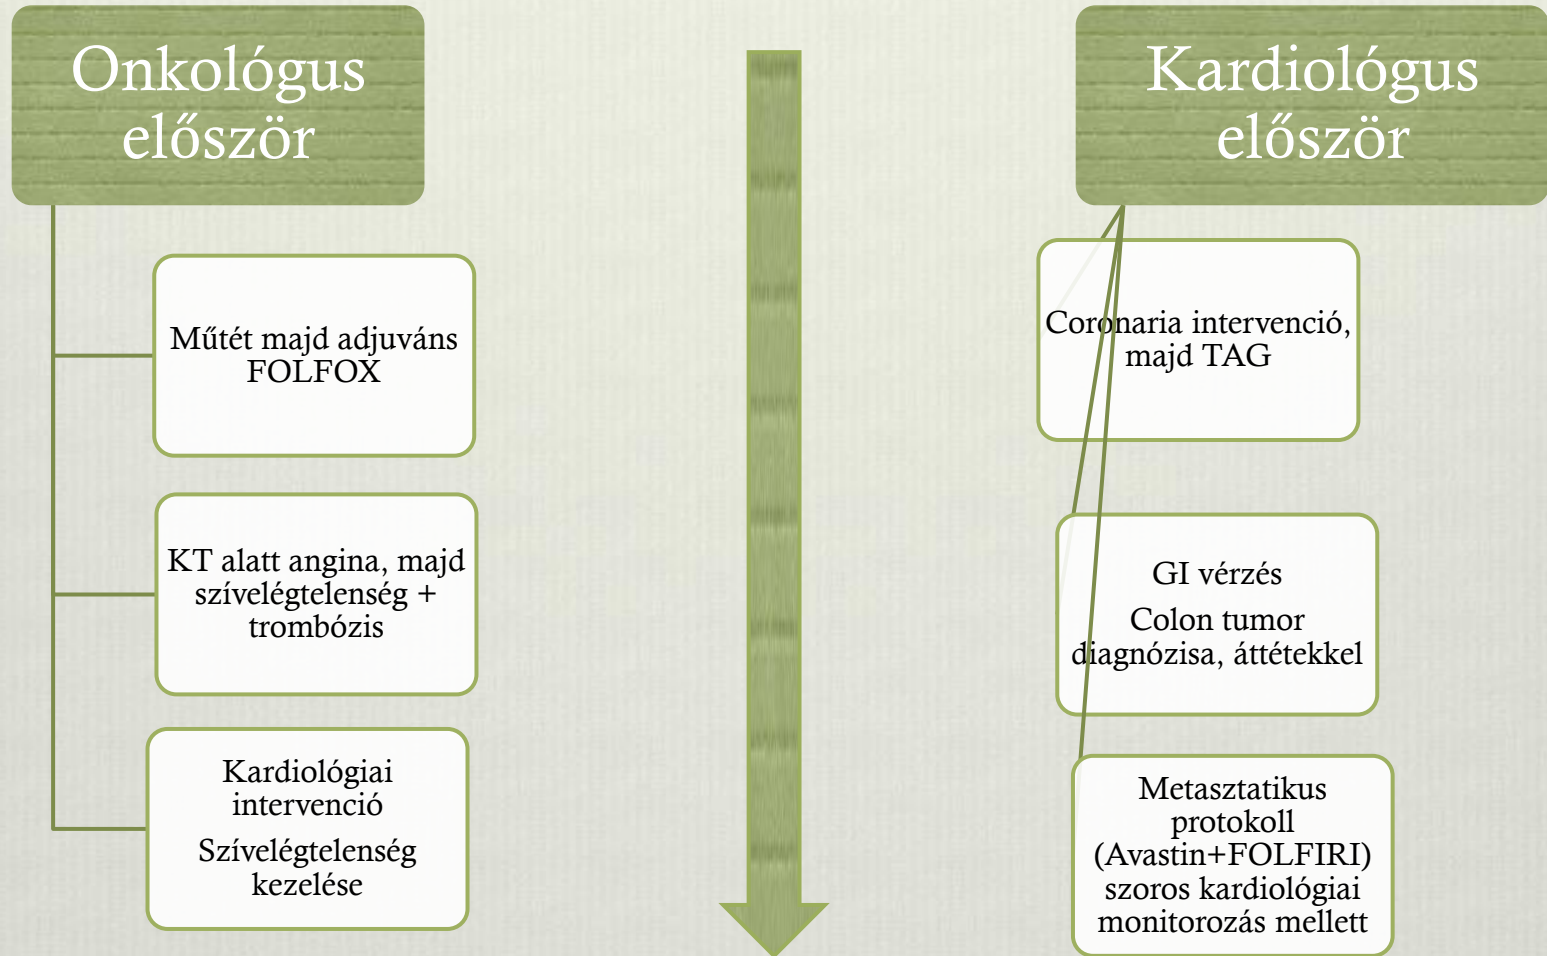 Onkológus
először
Műtét majd adjuváns
FOLFOX
KT alatt angina, majd
szívelégtelenség +
trombózis
Kardiológiai
intervenció
Szívelégtelenség
kezelése
Kardiológus
először
Coronaria intervenció,
majd TAG
GI vérzés
Colon tumor
diagnózisa, áttétekkel
Metasztatikus
protokoll
(Avastin+FOLFIRI)
szoros kardiológiai
monitorozás mellett